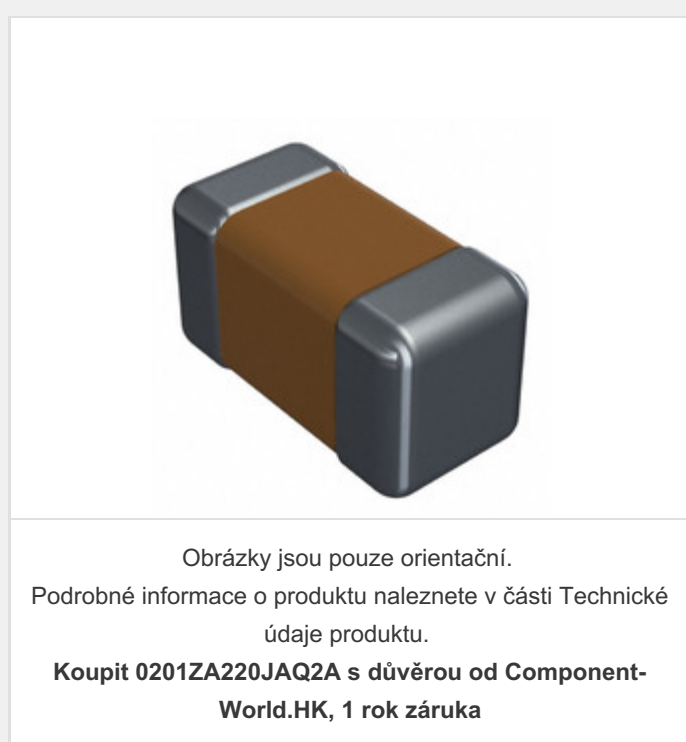 Obrázky jsou pouze orientační.
Podrobné informace o produktu naleznete v části Technické
údaje produktu.
Koupit 0201ZA220JAQ2A s důvěrou od Component-
World.HK, 1 rok záruka